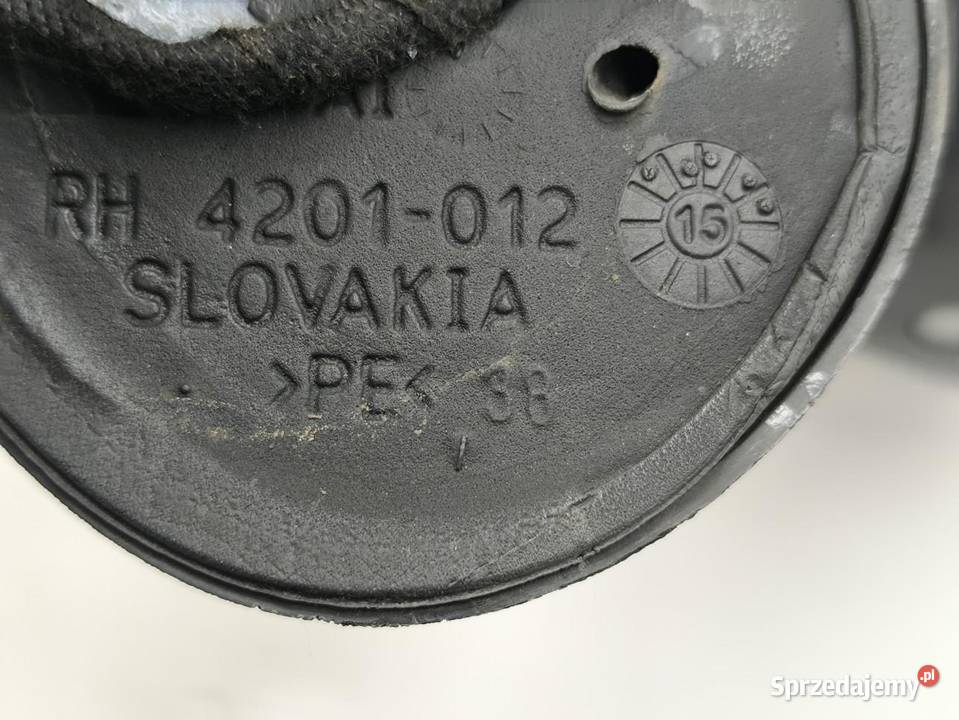 RH 4201-012
15
SLOVAKIA
>PE<
Sprzedajemy.pl